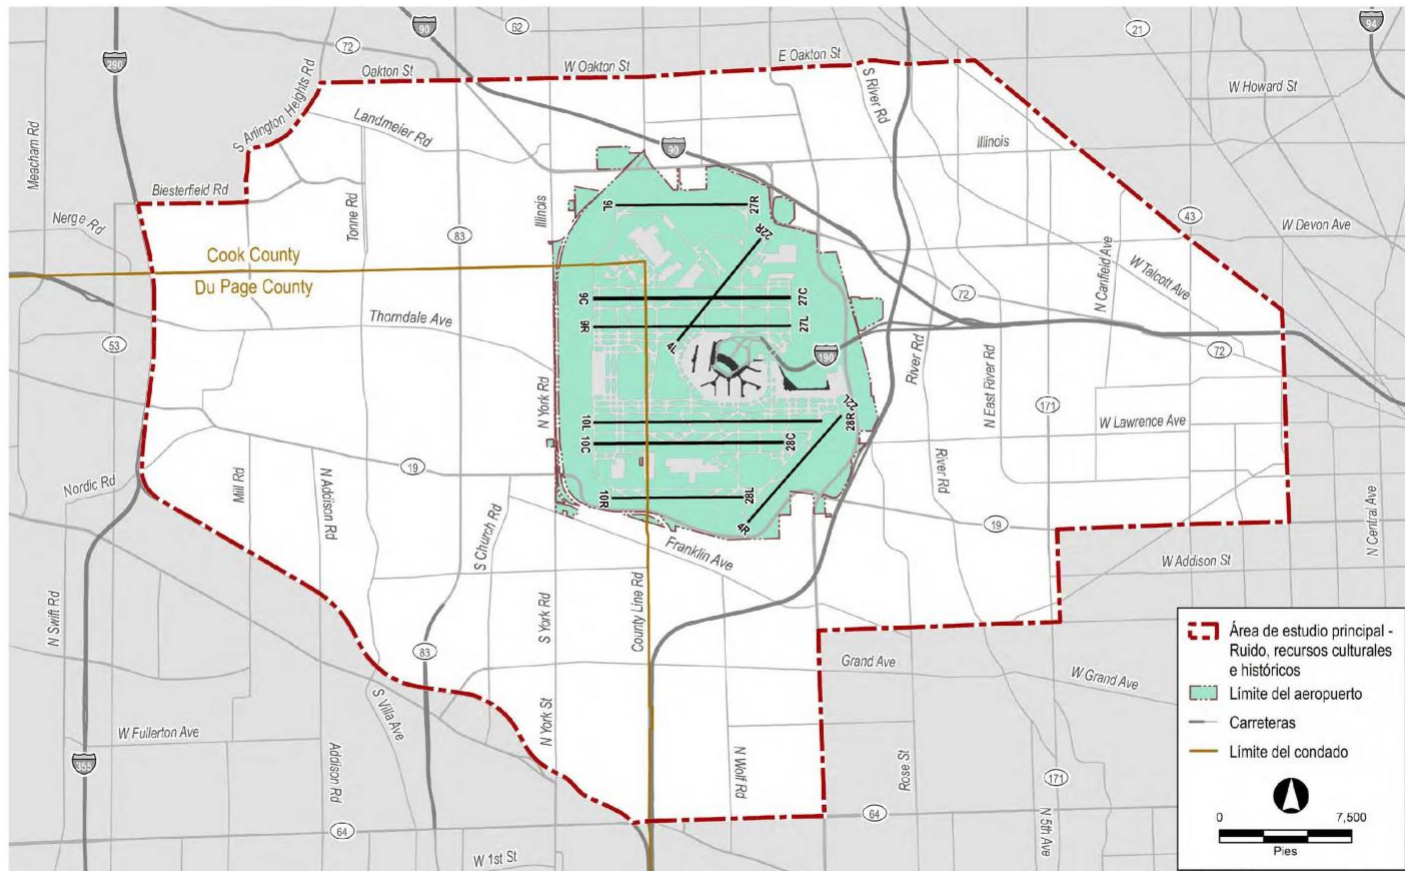 90
62
21
94
72
290
Oakton St
W Oakton St
E Oakton St
S River Rd
W Howard St
S Arlington Heights Rd
Landmeier Rd
Meacham Rd
90
Illinois
Biesterfield Rd
Tonne Rd
Illinois
9L
27R
Nerge Rd
83
22R
43
W Devon Ave
N Canfield Ave
W Talcott Ave
Cook County
Du Page County
9C
27C
72
Thorndale Ave
9R
27L
4L
53
190
River Rd
72
N York Rd
N East River Rd
171
22L
10L
28R
W Lawrence Ave
10C
28C
19
Nordic Rd
Mill Rd
N Addison Rd
River Rd
10R
28L
S Church Rd
4R
19
N Central Ave
Franklin Ave
W Addison St
N Swift Rd
S York Rd
County Line Rd
83
Grand Ave
W Grand Ave
S Villa Ave
N York St
W Fullerton Ave
355
Addison Rd
N Wolf Rd
Rose St
171
64
64
N 5th Ave
W 1st St
Área de estudio principal -
Ruido, recursos culturales
e históricos
Límite del aeropuerto
Carreteras
Límite del condado
0
7,500
Pies